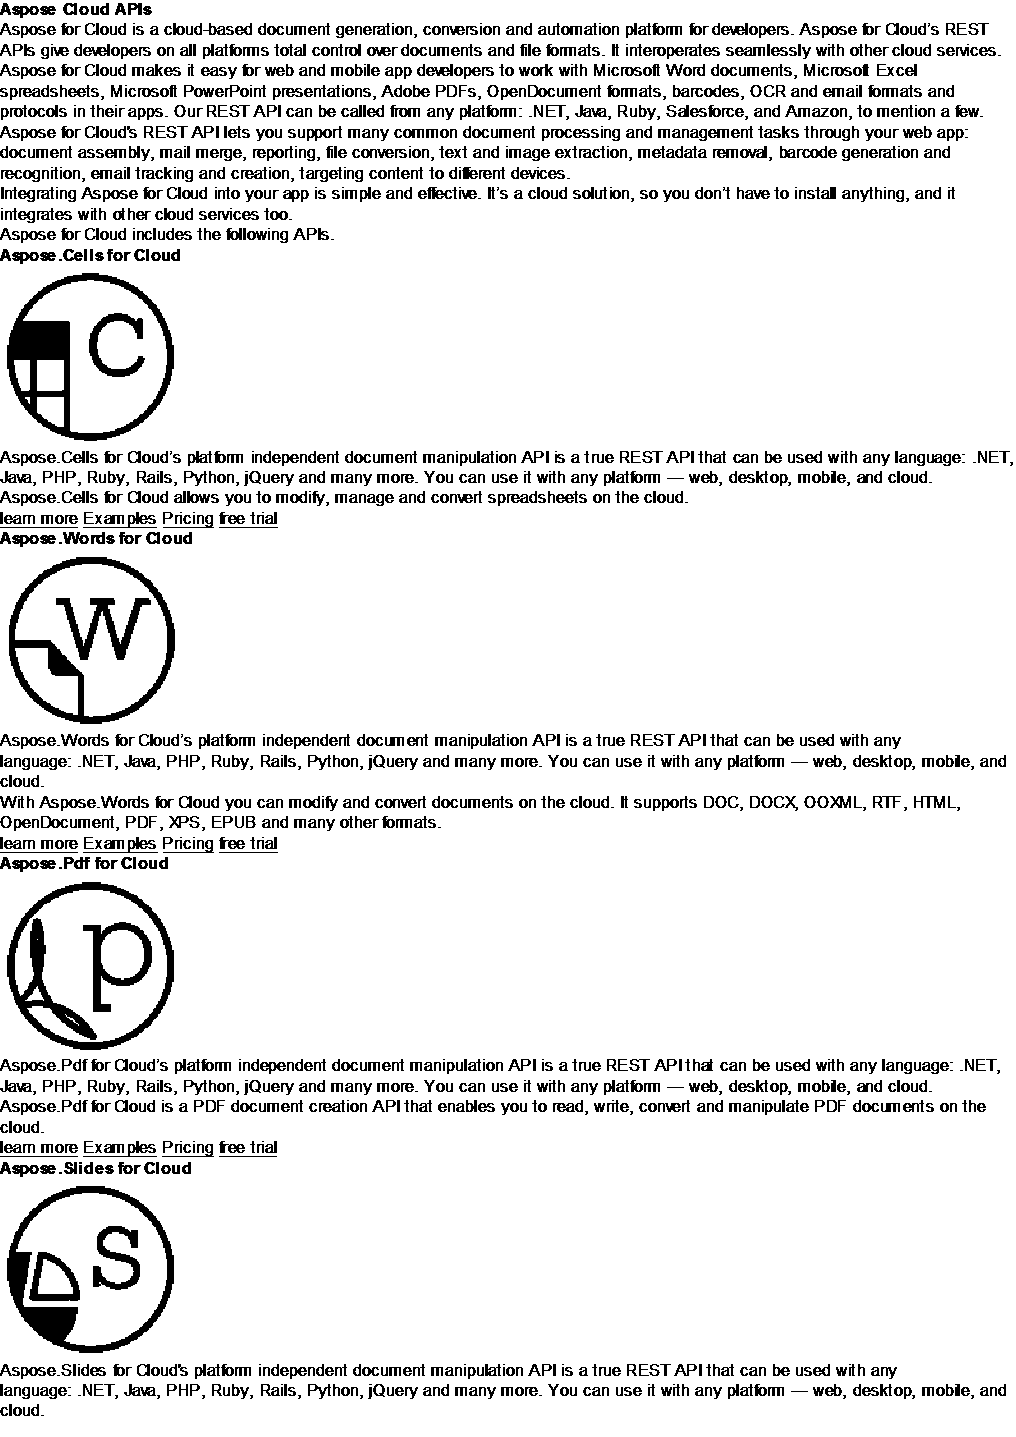 Aspose Cloud APIs
Aspose for Cloud is a cloud-based document generation, conversion and automation platform for developers. Aspose for Cloud’s REST
APIs give developers on all platforms total control over documents and file formats. It interoperates seamlessly with other cloud services.
Aspose for Cloud makes it easy for web and mobile app developers to work with Microsoft Word documents, Microsoft Excel
spreadsheets, Microsoft PowerPoint presentations, Adobe PDFs, OpenDocument formats, barcodes, OCR and email formats and
protocols in their apps. Our REST API can be called from any platform: .NET, Java, Ruby, Salesforce, and Amazon, to mention a few.
Aspose for Cloud's REST API lets you support many common document processing and management tasks through your web app:
document assembly, mail merge, reporting, file conversion, text and image extraction, metadata removal, barcode generation and
recognition, email tracking and creation, targeting content to different devices.
Integrating Aspose for Cloud into your app is simple and effective. It’s a cloud solution, so you don’t have to install anything, and it
integrates with other cloud services too.
Aspose for Cloud includes the following APIs.
Aspose.Cells for Cloud
C
Aspose.Cells for Cloud’s platform independent document manipulation API is a true REST API that can be used with any language: .NET,
Java, PHP, Ruby, Rails, Python, jQuery and many more. You can use it with any platform — web, desktop, mobile, and cloud.
Aspose.Cells for Cloud allows you to modify, manage and convert spreadsheets on the cloud.
learn more Examples Pricing free trial
Aspose.Words for Cloud
W
Aspose.Words for Cloud’s platform independent document manipulation API is a true REST API that can be used with any
language: .NET, Java, PHP, Ruby, Rails, Python, jQuery and many more. You can use it with any platform — web, desktop, mobile, and
cloud.
With Aspose.Words for Cloud you can modify and convert documents on the cloud. It supports DOC, DOCX, OOXML, RTF, HTML,
OpenDocument, PDF, XPS, EPUB and many other formats.
learn more Examples Pricing free trial
Aspose.Pdf for Cloud
p
Aspose.Pdf for Cloud’s platform independent document manipulation API is a true REST API that can be used with any language: .NET,
Java, PHP, Ruby, Rails, Python, jQuery and many more. You can use it with any platform — web, desktop, mobile, and cloud.
Aspose.Pdf for Cloud is a PDF document creation API that enables you to read, write, convert and manipulate PDF documents on the
cloud.
learn more Examples Pricing free trial
Aspose.Slides for Cloud
S
Aspose.Slides for Cloud's platform independent document manipulation API is a true REST API that can be used with any
language: .NET, Java, PHP, Ruby, Rails, Python, jQuery and many more. You can use it with any platform — web, desktop, mobile, and
cloud.